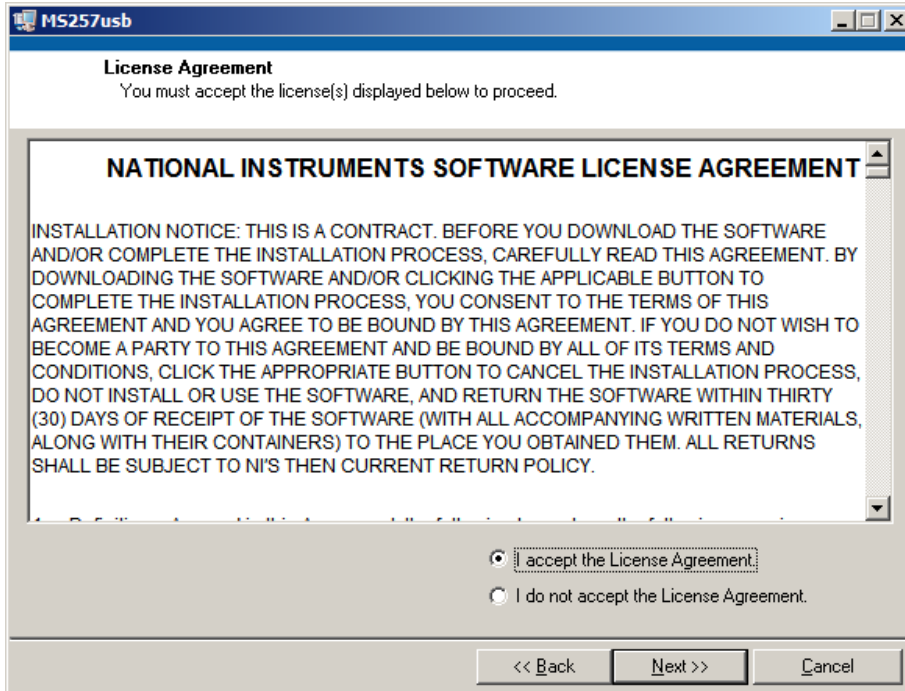 MS257usb
License Agreement
You must accept the license(s) displayed below to proceed.
NATIONAL INSTRUMENTS SOFTWARE LICENSE AGREEMENT
INSTALLATION NOTICE: THIS IS A CONTRACT. BEFORE YOU DOWNLOAD THE SOFTWARE
AND/OR COMPLETE THE INSTALLATION PROCESS, CAREFULLY READ THIS AGREEMENT. BY
DOWNLOADING THE SOFTWARE AND/OR CLICKING THE APPLICABLE BUTTON TO
COMPLETE THE INSTALLATION PROCESS, YOU CONSENT TO THE TERMS OF THIS
AGREEMENT AND YOU AGREE TO BE BOUND BY THIS AGREEMENT. IF YOU DO NOT WISH TO
BECOME A PARTY TO THIS AGREEMENT AND BE BOUND BY ALL OF ITS TERMS AND
CONDITIONS, CLICK THE APPROPRIATE BUTTON TO CANCEL THE INSTALLATION PROCESS,
DO NOT INSTALL OR USE THE SOFTWARE, AND RETURN THE SOFTWARE WITHIN THIRTY
(30) DAYS OF RECEIPT OF THE SOFTWARE (WITH ALL ACCOMPANYING WRITTEN MATERIALS,
ALONG WITH THEIR CONTAINERS) TO THE PLACE YOU OBTAINED THEM. ALL RETURNS
SHALL BE SUBJECT TO NI'S THEN CURRENT RETURN POLICY.
I accept the License Agreement.
I do not accept the License Agreement.
<< Back
Next >>
Cancel